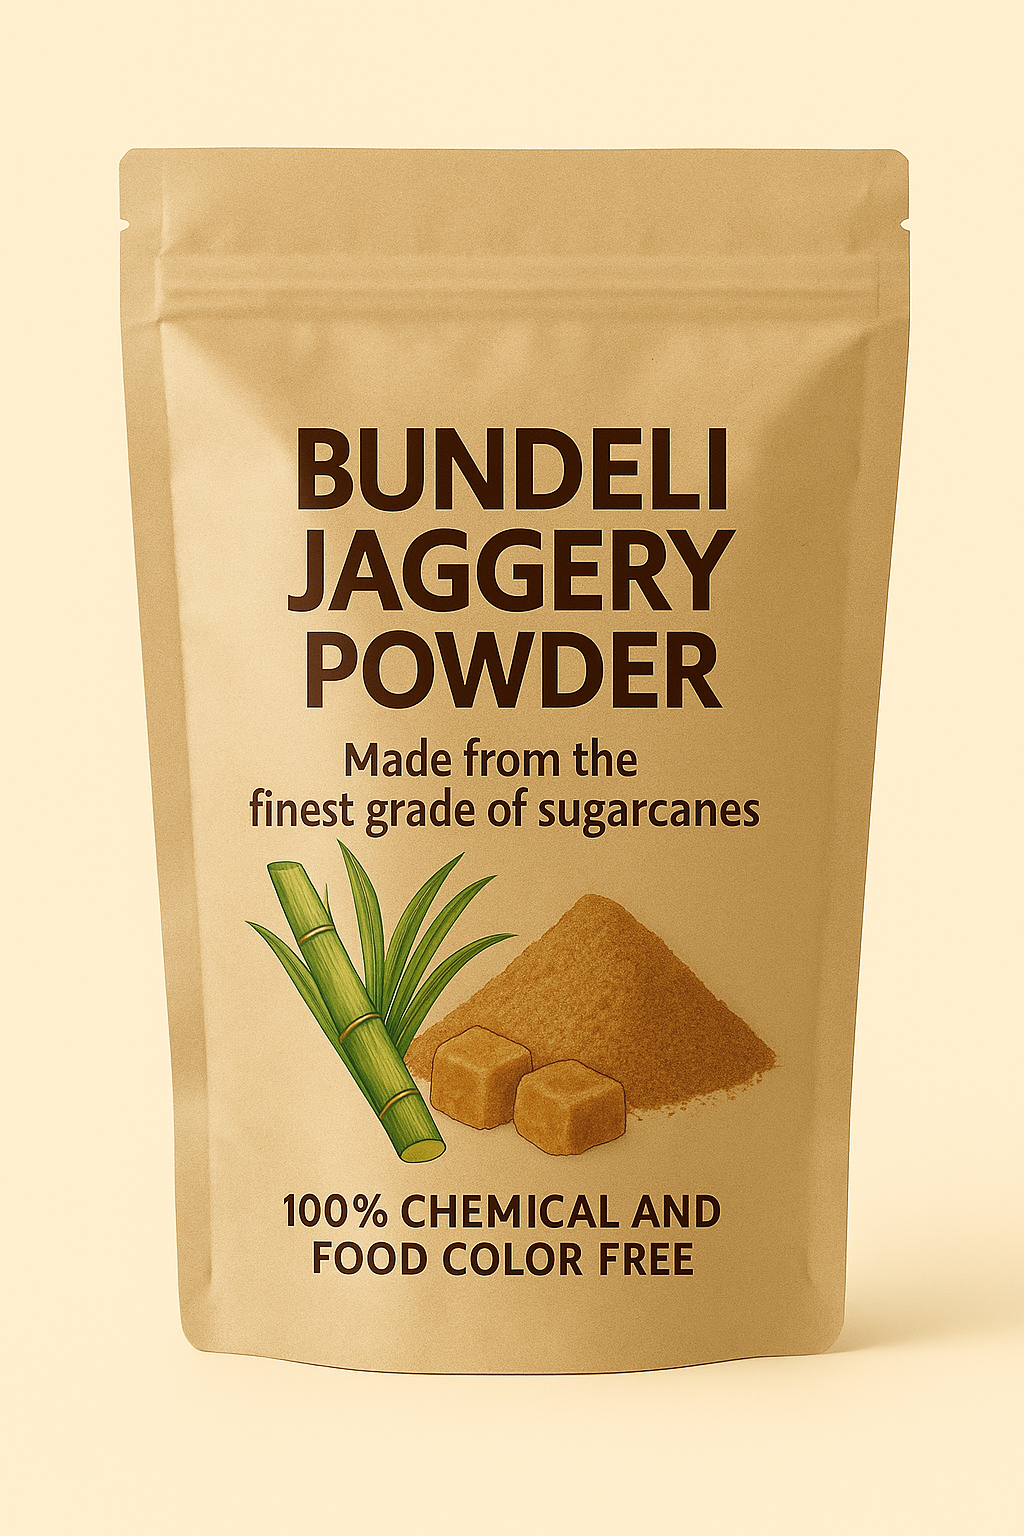 BUNDELI
JAGGERY
POWDER
Made from the
finest grade of sugarcanes
100% CHEMICAL AND
FOOD COLOR FREE